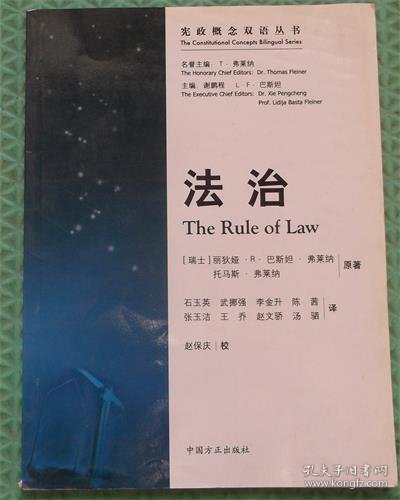 宪政概念双语丛书
The Constitutional Concepts Bilingual Series
名誉主编：T·弗莱纳
The Honorary Chief Editors: Dr. Thomas Fleiner
主编：谢鹏程 L·F·巴斯妲
The Executive Chief Editors: Dr. Xie Pengcheng
Prof. Lidija Basta Fleiner
法治
The Rule of Law
[瑞士] 丽狄娅·R·巴斯妲·弗莱纳
托马斯·弗莱纳
原著
石玉英 武掷强 李金升 陈茜
张玉洁 王乔 赵文骄 汤驷
译
赵保庆 校
中国方正出版社
孔夫子旧书网
www.kongfz.com